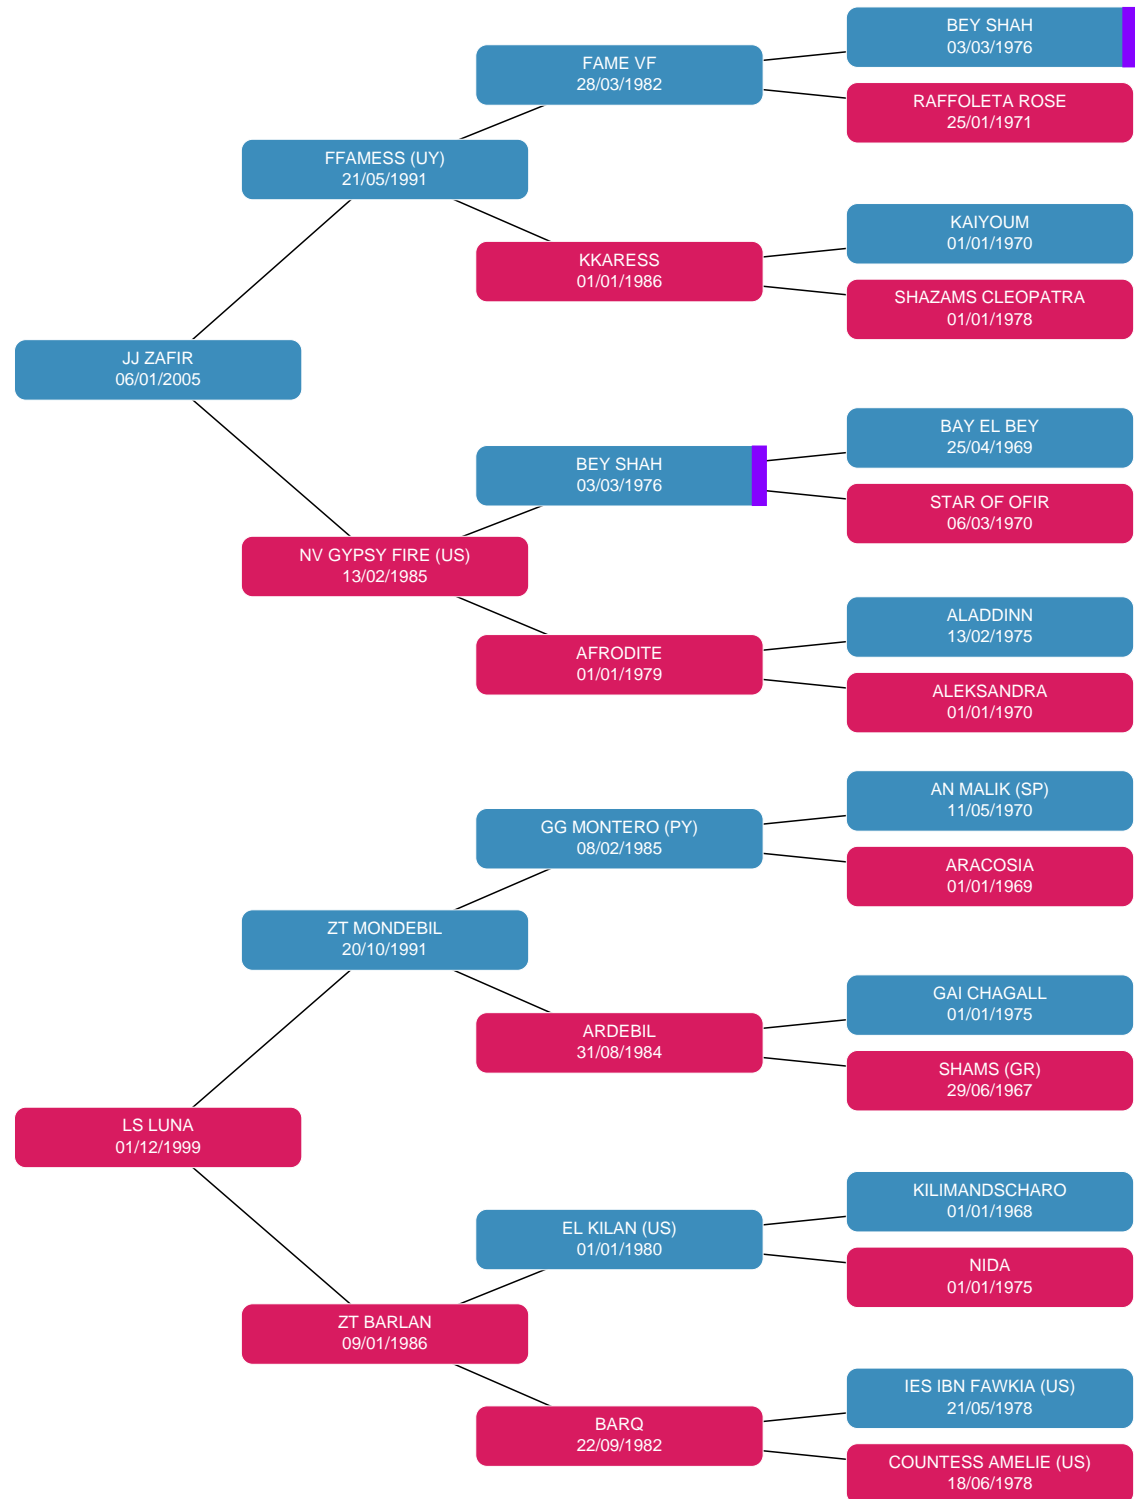 BEY SHAH
03/03/1976
FAME VF
28/03/1982
RAFFOLETA ROSE
25/01/1971
FFAMESS (UY)
21/05/1991
KAIYOUM
01/01/1970
KKARESS
01/01/1986
SHAZAMS CLEOPATRA
01/01/1978
JJ ZAFIR
06/01/2005
BAY EL BEY
25/04/1969
BEY SHAH
03/03/1976
STAR OF OFIR
06/03/1970
NV GYPSY FIRE (US)
13/02/1985
ALADDINN
13/02/1975
AFRODITE
01/01/1979
ALEKSANDRA
01/01/1970
AN MALIK (SP)
11/05/1970
GG MONTERO (PY)
08/02/1985
ARACOSIA
01/01/1969
ZT MONDEBIL
20/10/1991
GAI CHAGALL
01/01/1975
ARDEBIL
31/08/1984
SHAMS (GR)
29/06/1967
LS LUNA
01/12/1999
KILIMANDSCHARO
01/01/1968
EL KILAN (US)
01/01/1980
NIDA
01/01/1975
ZT BARLAN
09/01/1986
IES IBN FAWKIA (US)
21/05/1978
BARQ
22/09/1982
COUNTESS AMELIE (US)
18/06/1978